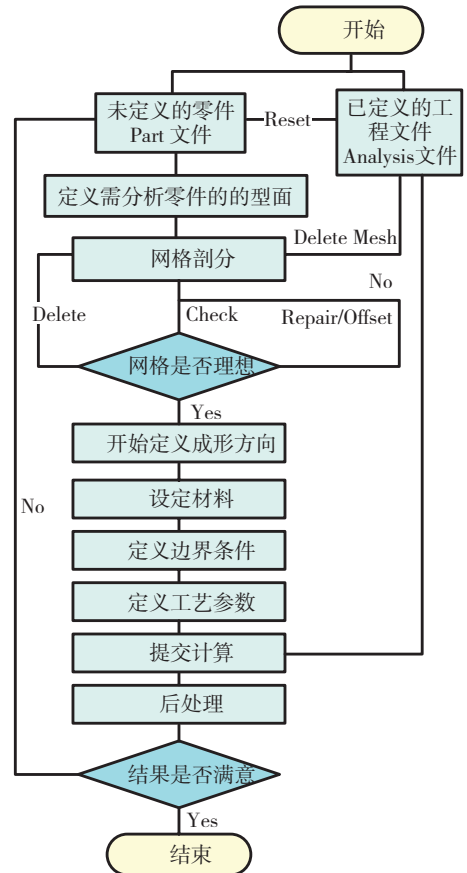 开始
未定义的零件
Part 文件
Reset
已定义的工
程文件
Analysis文件
定义需分析零件的的型面
Delete Mesh
网格剖分
No
Delete
Check
Repair/Offset
网格是否理想
Yes
开始定义成形方向
No
设定材料
定义边界条件
定义工艺参数
提交计算
后处理
结果是否满意
Yes
结束